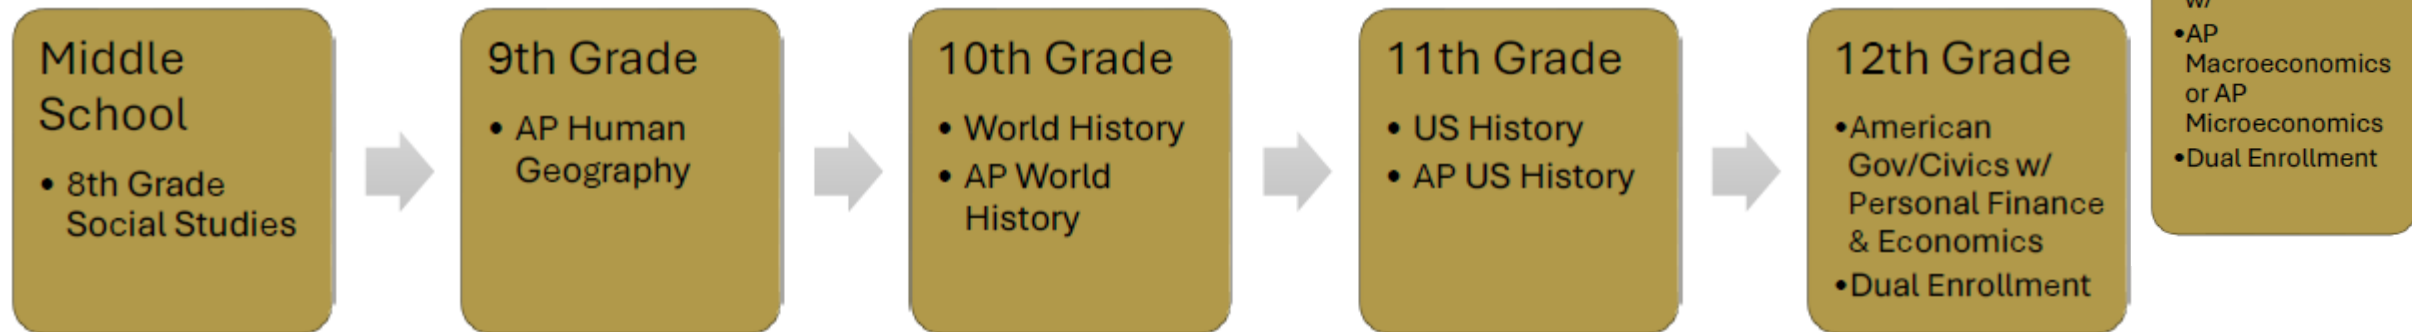 Middle
School
• 8th Grade
Social Studies
9th Grade
• AP Human
Geography
10th Grade
• World History
• AP World
History
11th Grade
• US History
• AP US History
12th Grade
•American
Gov/Civics w/
Personal Finance
& Economics
•Dual Enrollment
w/
•AP
Macroeconomics
or AP
Microeconomics
•Dual Enrollment